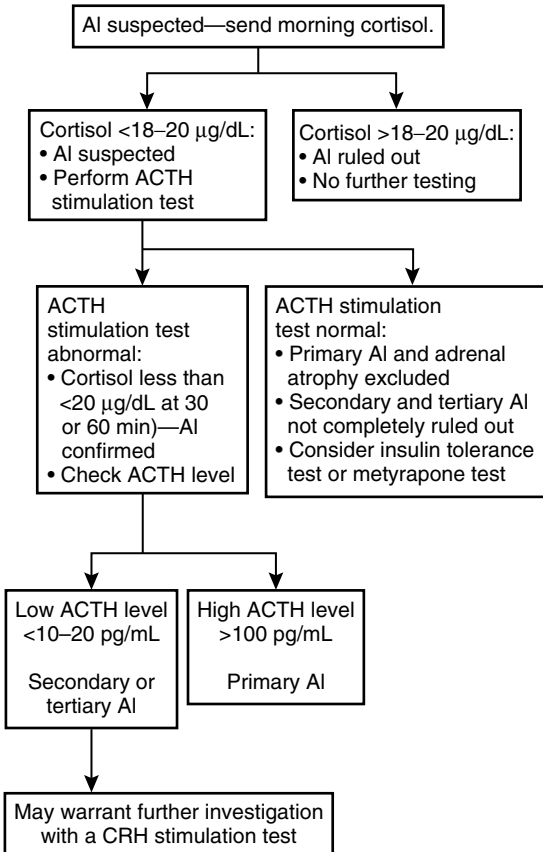 AI suspected—send morning cortisol.
Cortisol <18–20 μg/dL:
• AI suspected
• Perform ACTH
stimulation test
Cortisol >18–20 μg/dL:
• AI ruled out
• No further testing
ACTH
stimulation test
abnormal:
• Cortisol less than
<20 μg/dL at 30
or 60 min)—AI
confirmed
• Check ACTH level
ACTH stimulation
test normal:
• Primary AI and adrenal
atrophy excluded
• Secondary and tertiary AI
not completely ruled out
• Consider insulin tolerance
test or metyrapone test
Low ACTH level
<10–20 pg/mL
Secondary or
tertiary AI
High ACTH level
>100 pg/mL
Primary AI
May warrant further investigation
with a CRH stimulation test